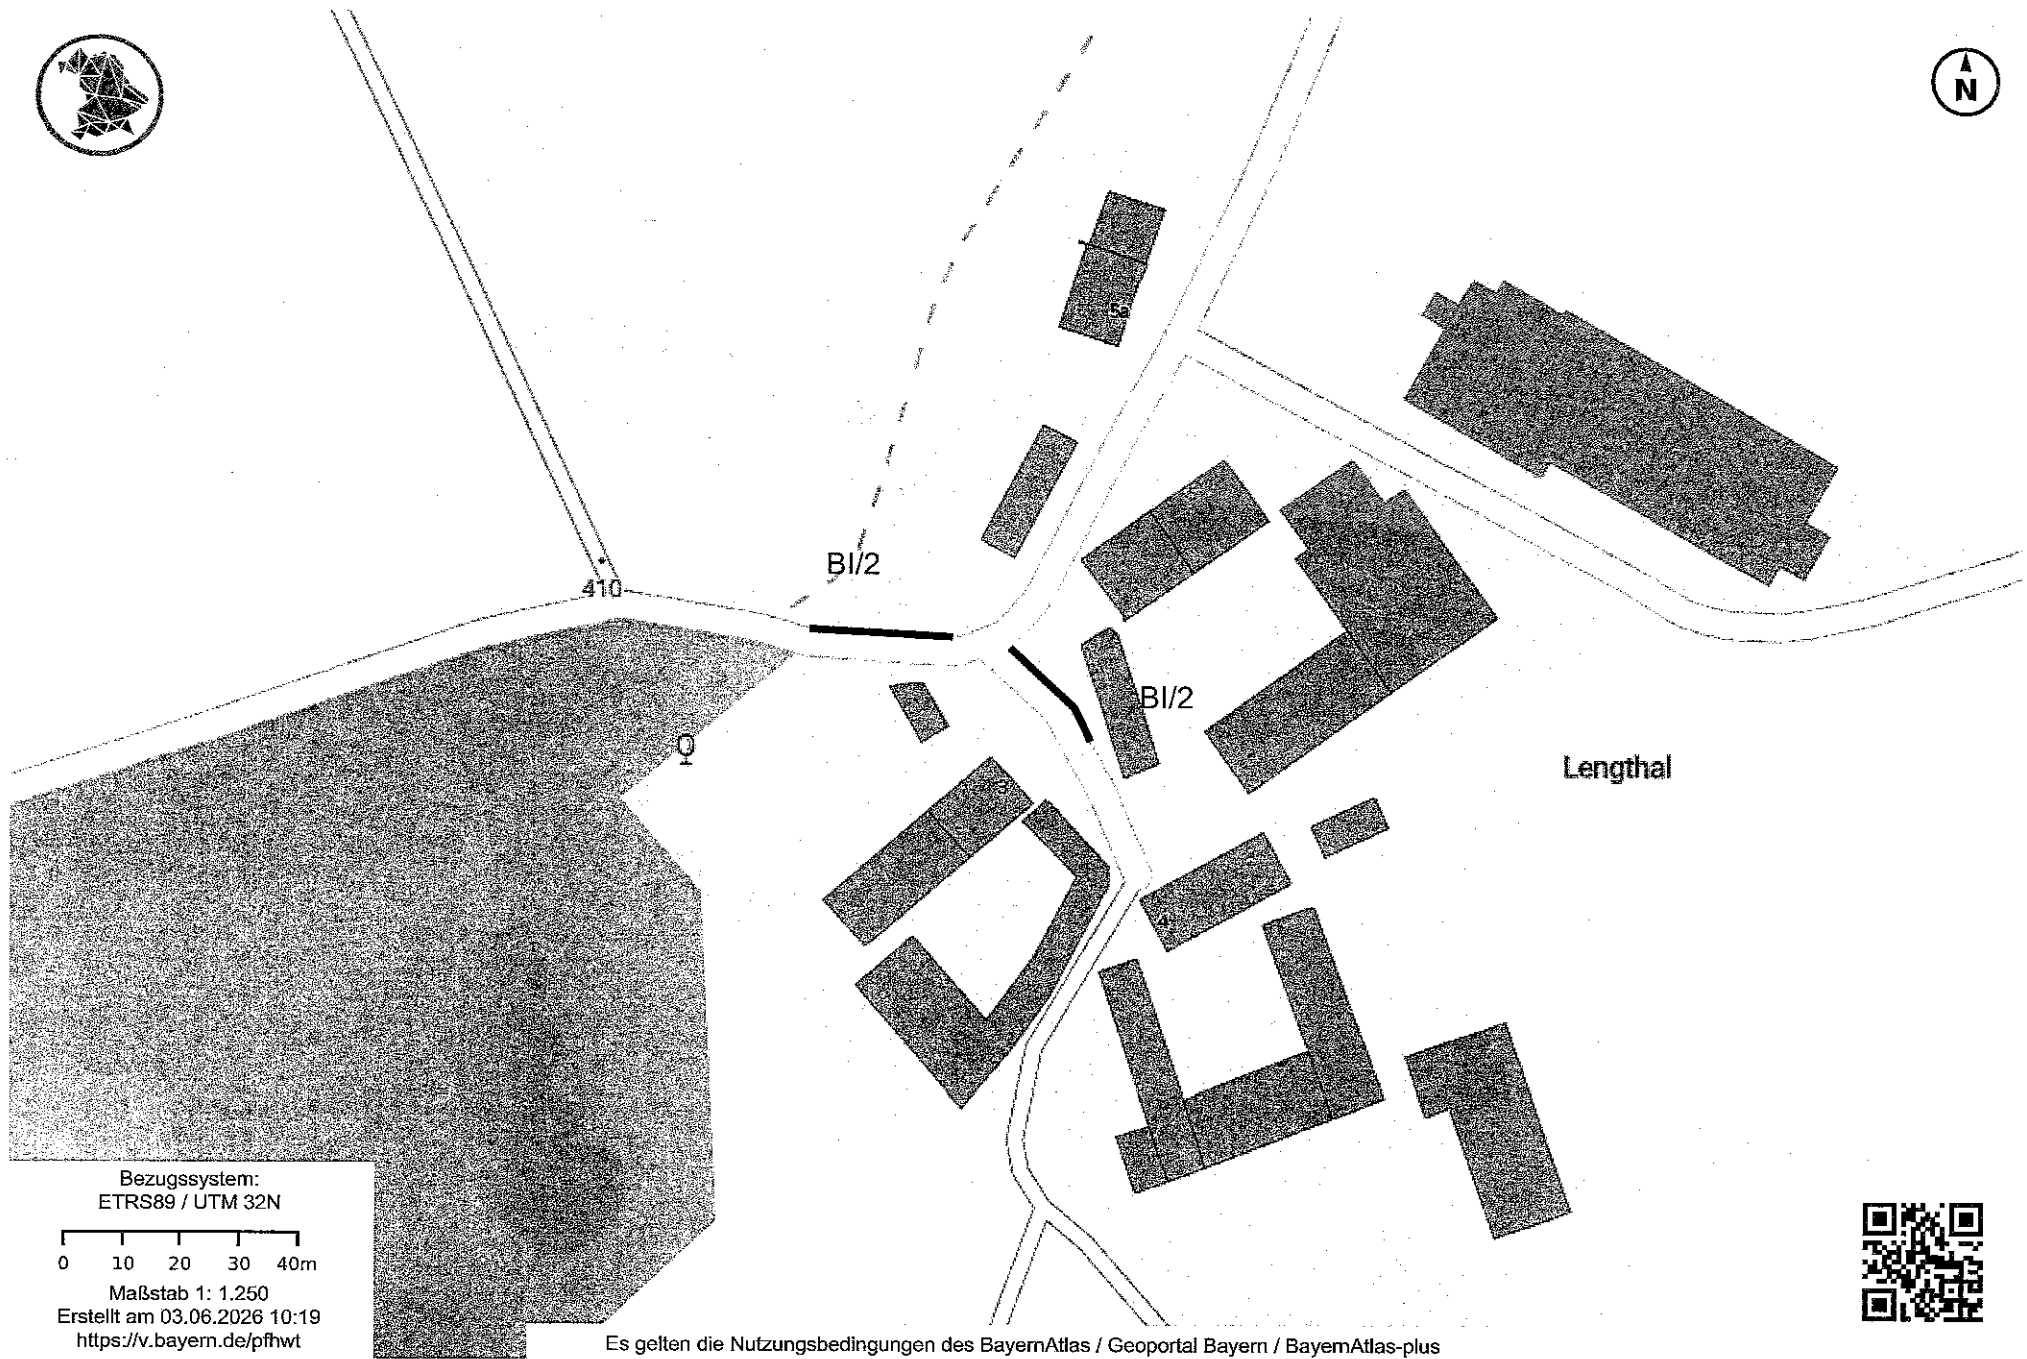 N
5a
BI/2
410
BI/2
Lengthal
3
4
Bezugssystem:
ETRS89 / UTM 32N
0 10 20 30 40m
Maßstab 1: 1.250
Erstellt am 03.06.2026 10:19
https://v.bayern.de/pfhwt
Es gelten die Nutzungsbedingungen des BayernAtlas / Geoportal Bayern / BayernAtlas-plus